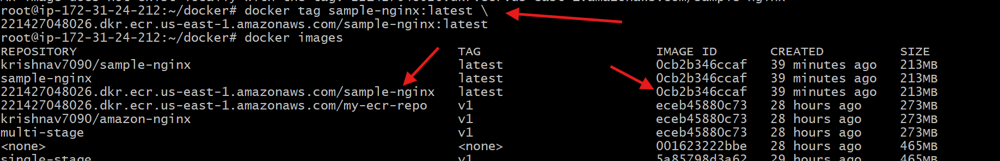 root@ip-172-31-24-212:~/docker# docker tag sample-nginx:latest \
221427048026.dkr.ecr.us-east-1.amazonaws.com/sample-nginx:latest
root@ip-172-31-24-212:~/docker# docker images
REPOSITORY TAG IMAGE ID CREATED SIZE
krishnav7090/sample-nginx latest 0cb2b346ccaf 39 minutes ago 213MB
sample-nginx latest 0cb2b346ccaf 39 minutes ago 213MB
221427048026.dkr.ecr.us-east-1.amazonaws.com/sample-nginx latest 0cb2b346ccaf 39 minutes ago 213MB
221427048026.dkr.ecr.us-east-1.amazonaws.com/my-ecr-repo v1 eceb45880c73 28 hours ago 273MB
krishnav7090/amazon-nginx v1 eceb45880c73 28 hours ago 273MB
multi-stage v1 eceb45880c73 28 hours ago 273MB
<none> <none> 001623222bbe 28 hours ago 465MB
single-stage v1 5a85798d3a62 29 hours ago 465MB